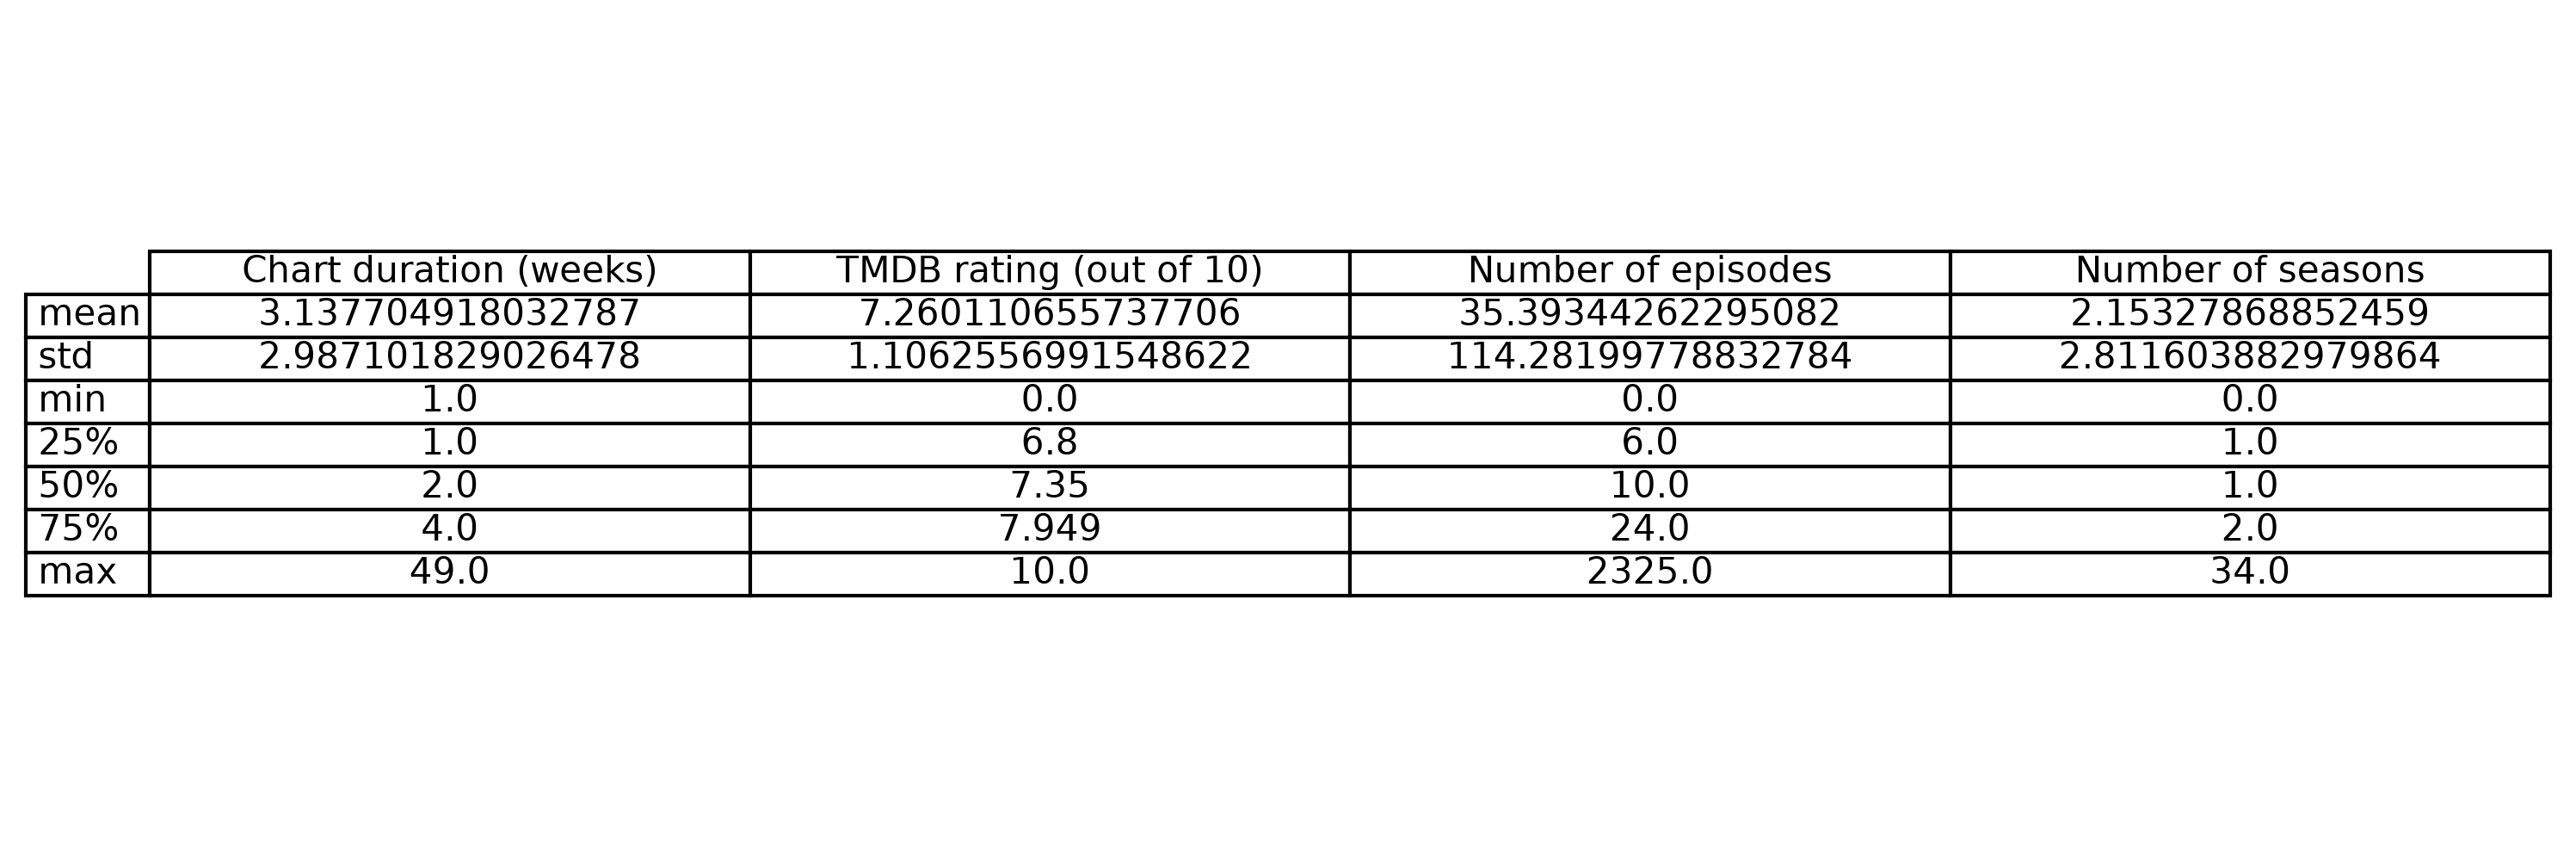 Chart duration (weeks) TMDB rating (out of 10) Number of episodes Number of seasons
mean 3.137704918032787 7.260110655737706 35.39344262295082 2.15327868852459
std 2.987101829026478 1.1062556991548622 114.28199778832784 2.811603882979864
min 1.0 0.0 0.0 0.0
25% 1.0 6.8 6.0 1.0
50% 2.0 7.35 10.0 1.0
75% 4.0 7.949 24.0 2.0
max 49.0 10.0 2325.0 34.0